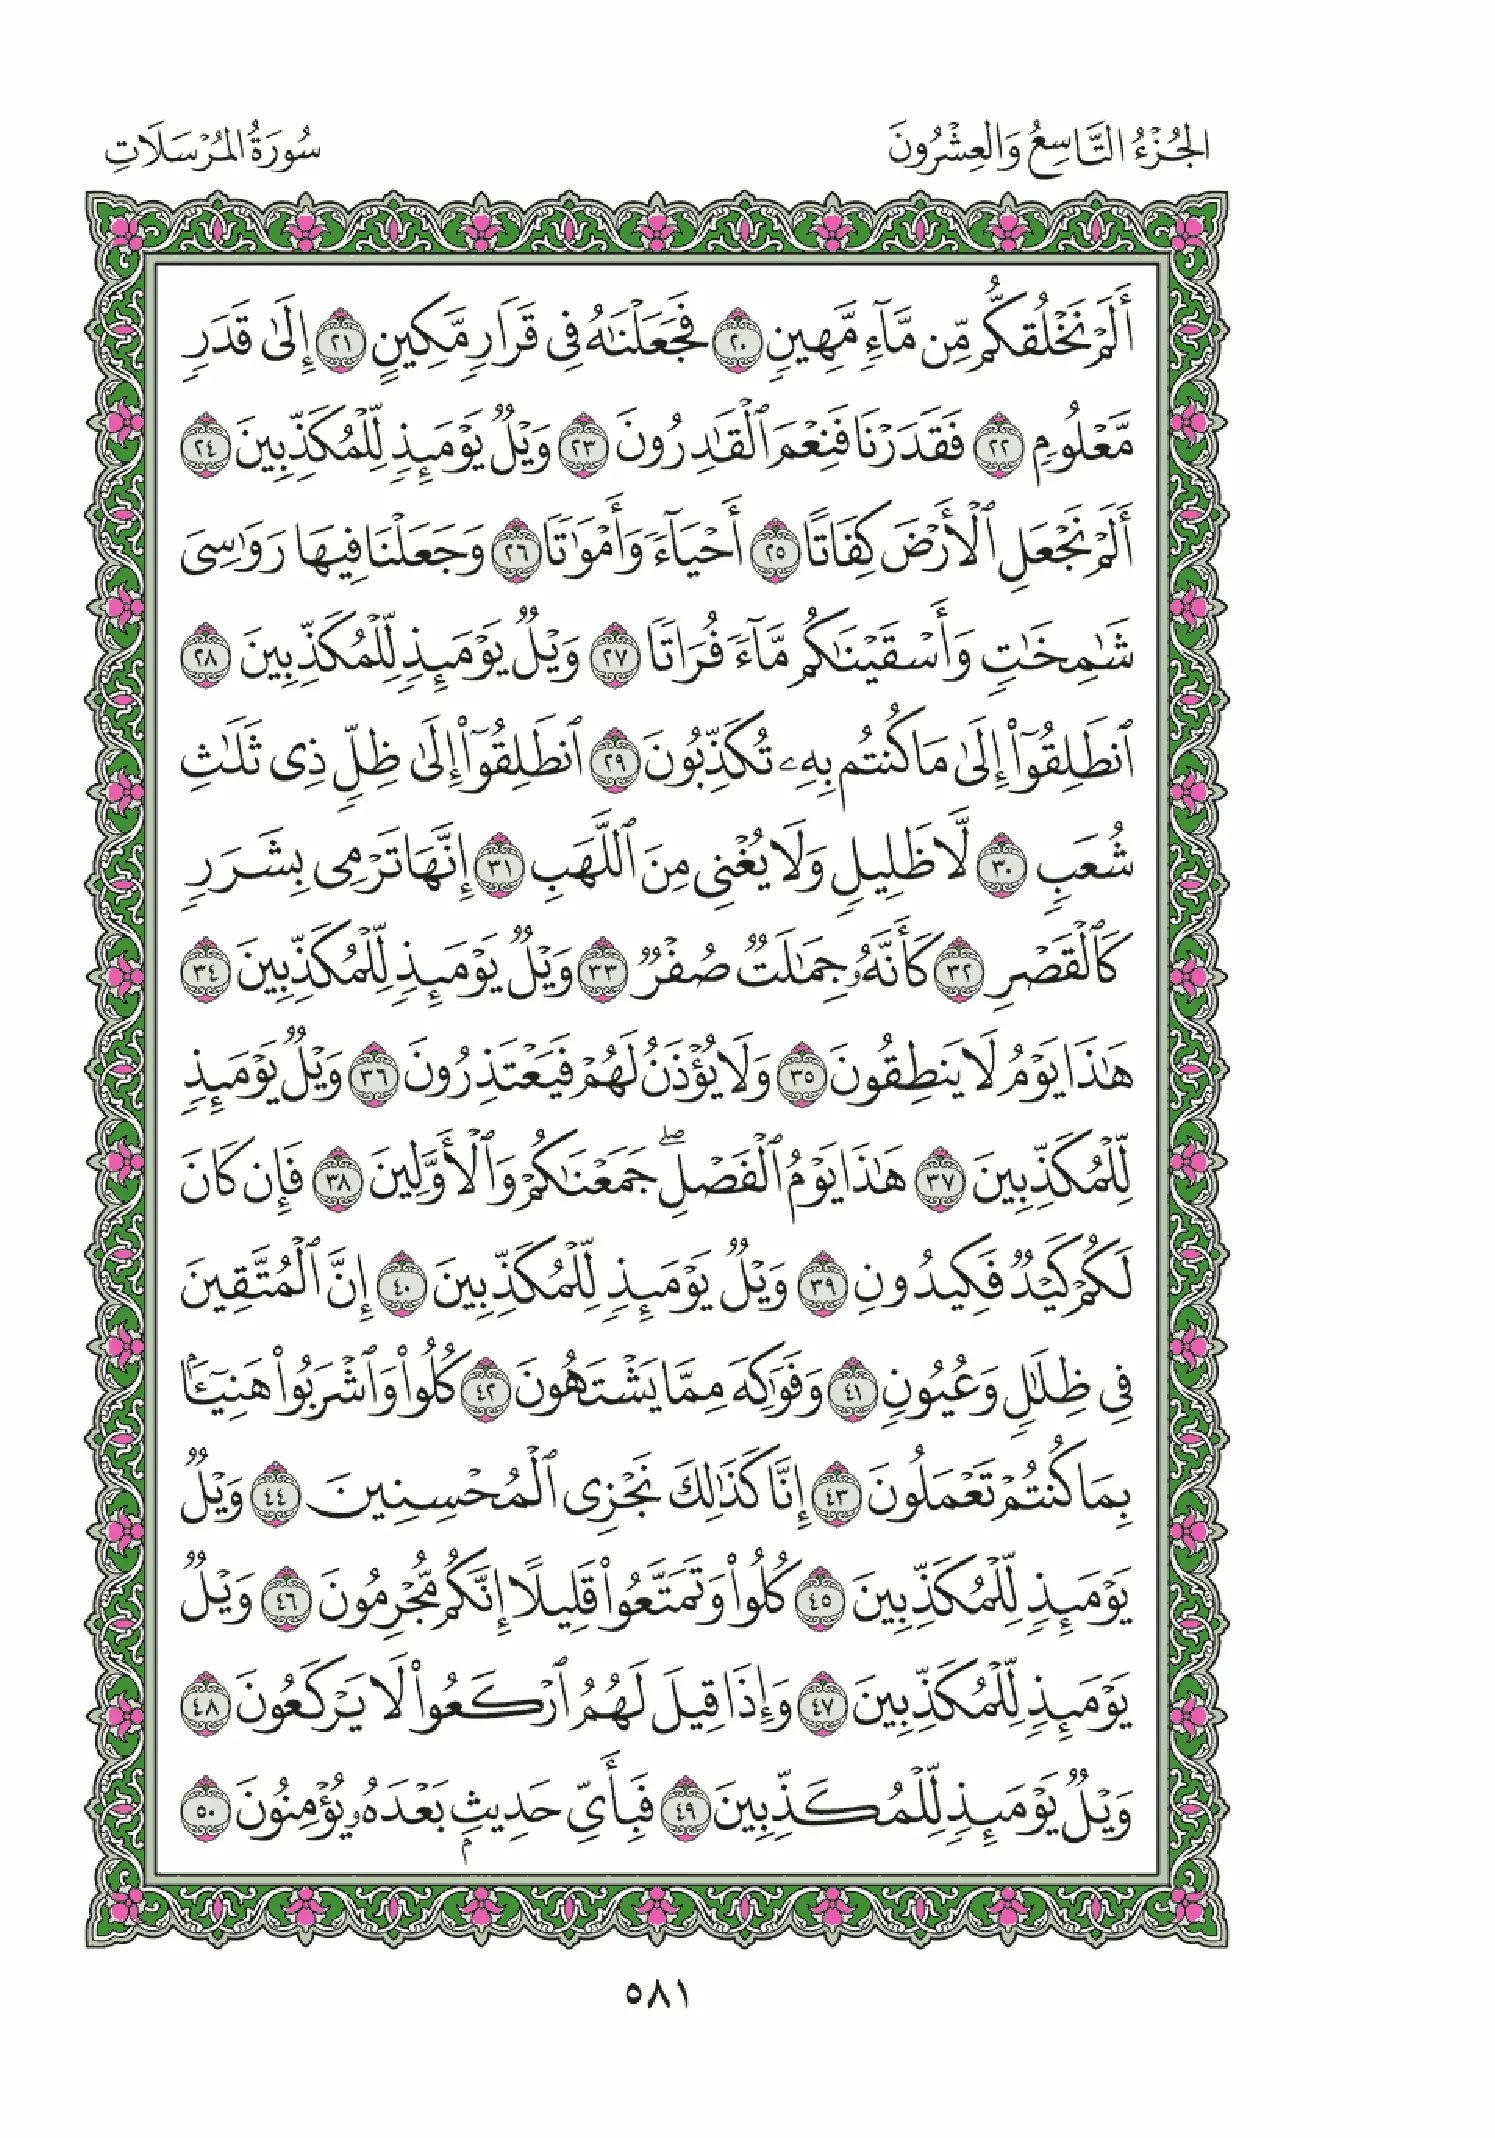 الجُزْءُ التَّاسِعُ وَالعِشْرُونَ
سُورَةُ المُرْسَلَاتِ
أَلَمْ نَخْلُقكُّم مِّن مَّآءٍ مَّهِينٍ ٢٠ فَجَعَلْنَٰهُ فِى قَرَارٍ مَّكِينٍ ٢١ إِلَىٰ قَدَرٍ
مَّعْلُومٍ ٢٢ فَقَدَرْنَا فَنِعْمَ ٱلْقَٰدِرُونَ ٢٣ وَيْلٌ يَوْمَئِذٍ لِّلْمُكَذِّبِينَ ٢٤
أَلَمْ نَجْعَلِ ٱلْأَرْضَ كِفَاتًا ٢٥ أَحْيَآءً وَأَمْوَٰتًا ٢٦ وَجَعَلْنَا فِيهَا رَوَٰسِىَ
شَٰمِخَٰتٍ وَأَسْقَيْنَٰكُم مَّآءً فُرَاتًا ٢٧ وَيْلٌ يَوْمَئِذٍ لِّلْمُكَذِّبِينَ ٢٨
ٱنطَلِقُوٓا۟ إِلَىٰ مَا كُنتُم بِهِۦ تُكَذِّبُونَ ٢٩ ٱنطَلِقُوٓا۟ إِلَىٰ ظِلٍّ ذِى ثَلَٰثِ
شُعَبٍ ٣٠ لَّا ظَلِيلٍ وَلَا يُغْنِى مِنَ ٱللَّهَبِ ٣١ إِنَّهَا تَرْمِى بِشَرَرٍ
كَٱلْقَصْرِ ٣٢ كَأَنَّهُۥ جِمَٰلَتٌ صُفْرٌ ٣٣ وَيْلٌ يَوْمَئِذٍ لِّلْمُكَذِّبِينَ ٣٤
هَٰذَا يَوْمُ لَا يَنطِقُونَ ٣٥ وَلَا يُؤْذَنُ لَهُمْ فَيَعْتَذِرُونَ ٣٦ وَيْلٌ يَوْمَئِذٍ
لِّلْمُكَذِّبِينَ ٣٧ هَٰذَا يَوْمُ ٱلْفَصْلِ ۖ جَمَعْنَٰكُمْ وَٱلْأَوَّلِينَ ٣٨ فَإِن كَانَ
لَكُمْ كَيْدٌ فَكِيدُونِ ٣٩ وَيْلٌ يَوْمَئِذٍ لِّلْمُكَذِّبِينَ ٤٠ إِنَّ ٱلْمُتَّقِينَ
فِى ظِلَٰلٍ وَعُيُونٍ ٤١ وَفَوَٰكِهَ مِمَّا يَشْتَهُونَ ٤٢ كُلُوا۟ وَٱشْرَبُوا۟ هَنِيٓـًٔۢا
بِمَا كُنتُمْ تَعْمَلُونَ ٤٣ إِنَّا كَذَٰلِكَ نَجْزِى ٱلْمُحْسِنِينَ ٤٤ وَيْلٌ
يَوْمَئِذٍ لِّلْمُكَذِّبِينَ ٤٥ كُلُوا۟ وَتَمَتَّعُوا۟ قَلِيلًا إِنَّكُم مُّجْرِمُونَ ٤٦ وَيْلٌ
يَوْمَئِذٍ لِّلْمُكَذِّبِينَ ٤٧ وَإِذَا قِيلَ لَهُمُ ٱرْكَعُوا۟ لَا يَرْكَعُونَ ٤٨
وَيْلٌ يَوْمَئِذٍ لِّلْمُكَذِّبِينَ ٤٩ فَبِأَىِّ حَدِيثٍۭ بَعْدَهُۥ يُؤْمِنُونَ ٥٠
٥٨١